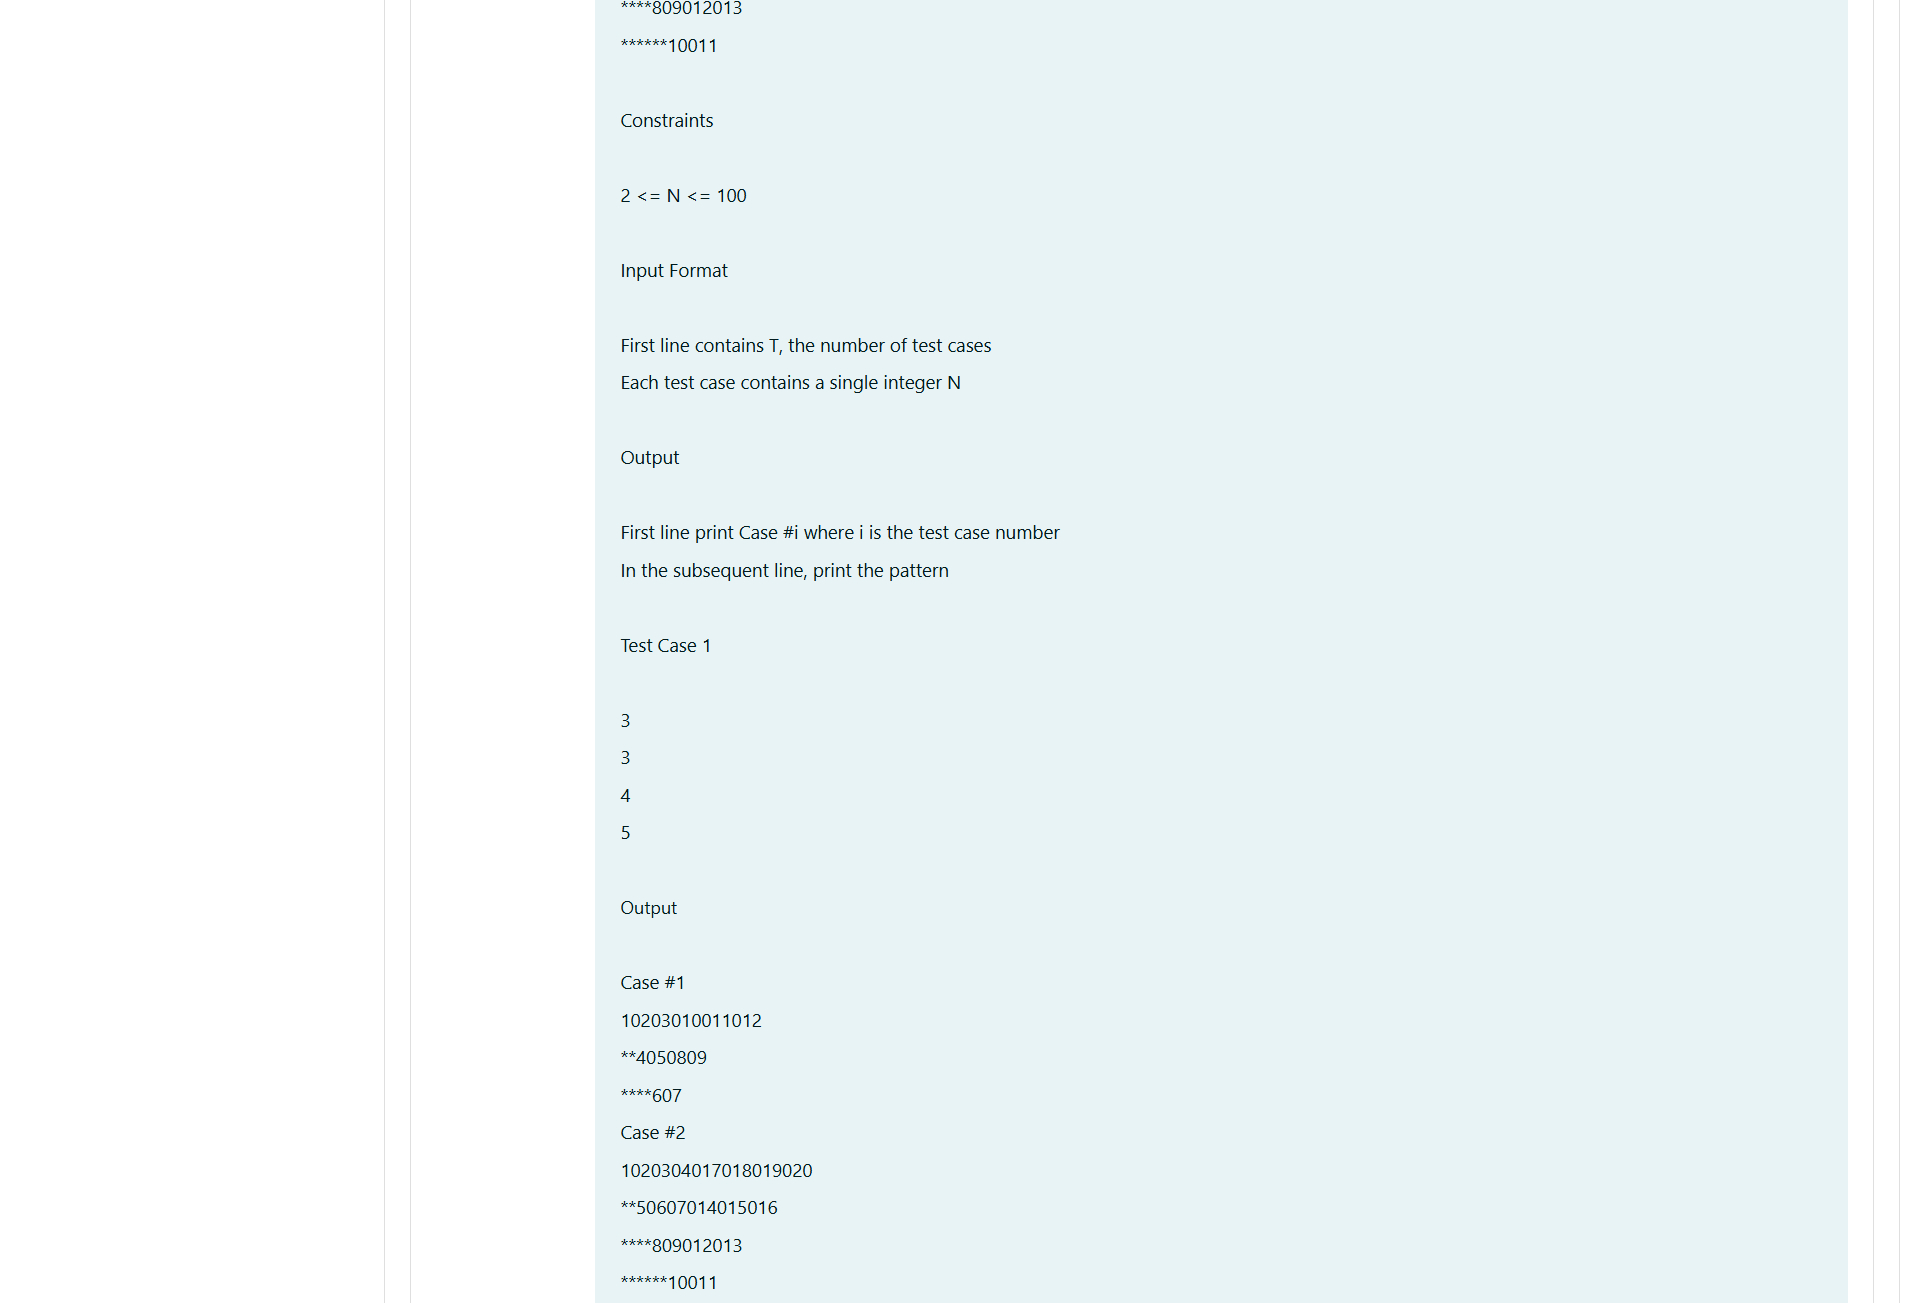 ****809012013
******10011
Constraints
2 <= N <= 100
Input Format
First line contains T, the number of test cases
Each test case contains a single integer N
Output
First line print Case #i where i is the test case number
In the subsequent line, print the pattern
Test Case 1
3
3
4
5
Output
Case #1
10203010011012
**4050809
****607
Case #2
1020304017018019020
**50607014015016
****809012013
******10011